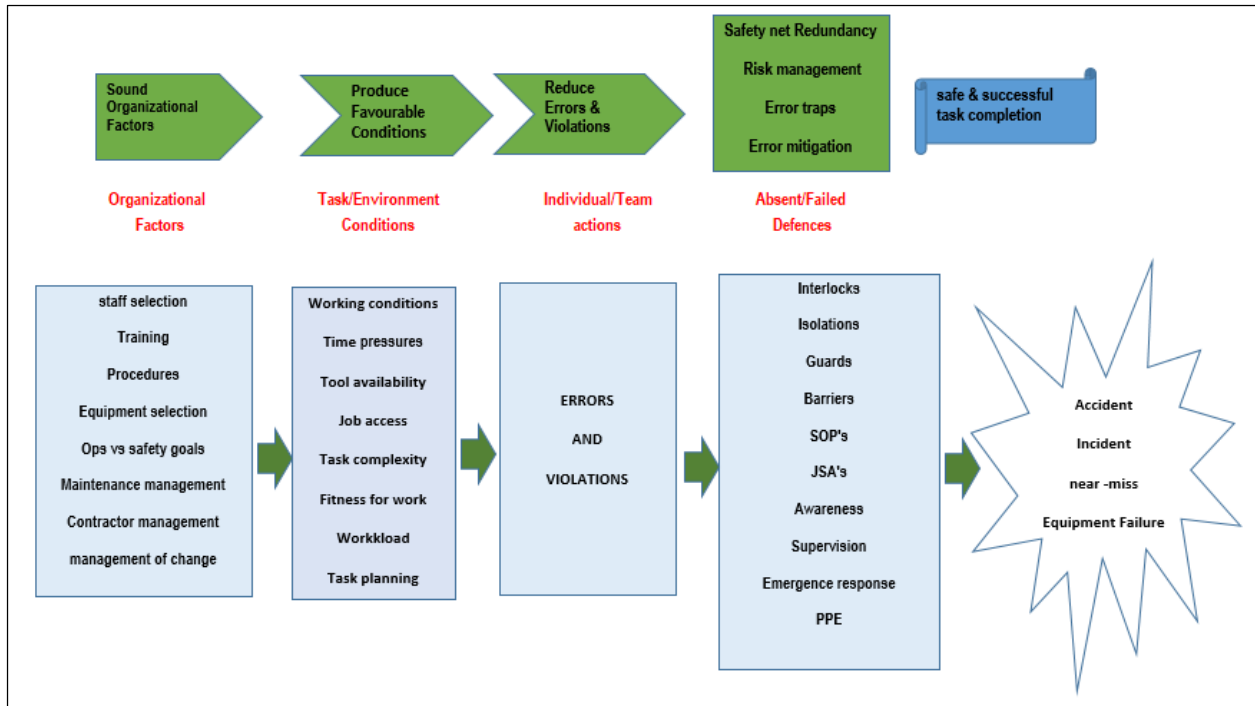 Sound
Organizational
Factors
Produce
Favourable
Conditions
Reduce
Errors &
Violations
Safety net Redundancy
Risk management
Error traps
Error mitigation
safe & successful
task completion
Organizational
Factors
Task/Environment
Conditions
Individual/Team
actions
Absent/Failed
Defences
staff selection
Training
Procedures
Equipment selection
Ops vs safety goals
Maintenance management
Contractor management
management of change
Working conditions
Time pressures
Tool availability
Job access
Task complexity
Fitness for work
Workkload
Task planning
ERRORS
AND
VIOLATIONS
Interlocks
Isolations
Guards
Barriers
SOP's
JSA's
Awareness
Supervision
Emergence response
PPE
Accident
Incident
near -miss
Equipment Failure